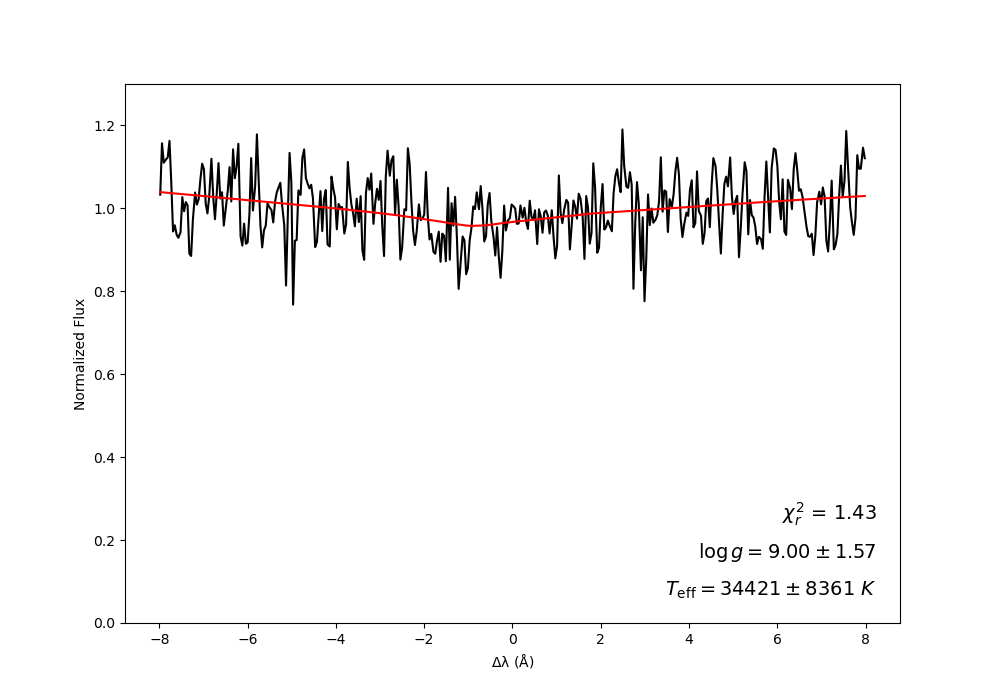 1.2
1.0
0.8
0.6
0.4
0.2
0.0
Normalized Flux
χ²ᵣ = 1.43
log g = 9.00 ± 1.57
T_eff = 34421 ± 8361 K
−8 −6 −4 −2 0 2 4 6 8
Δλ (Å)